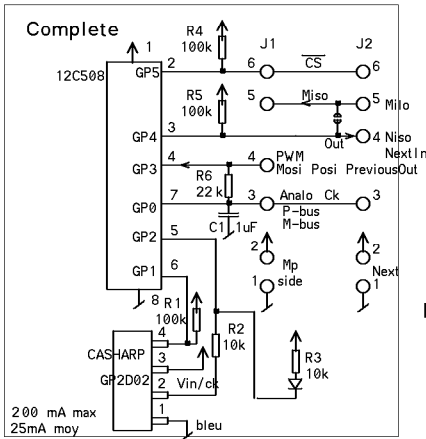 Complete
R4
100k
J1
J2
1
12C508
GP5
2
6
CS
6
R5
100k
5
Miso
5
Milo
GP4
3
Out
4
Niso
NextIn
GP3
4
4
PWM
Mosi Posi PreviousOut
R6
22k
GP0
7
3
Analo Ck
3
P-bus
M-bus
C1
1uF
GP2
5
2
2
GP1
6
Mp
side
Next
1
1
8
R1
100k
R2
10k
R3
10k
4
CASHARP
3
GP2D02
Vin/ck
2
1
200 mA max
25mA moy
bleu